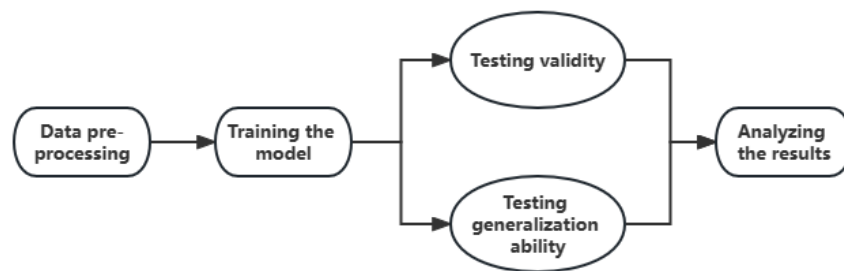 Data pre-
processing
Training the
model
Testing validity
Testing
generalization
ability
Analyzing
the results